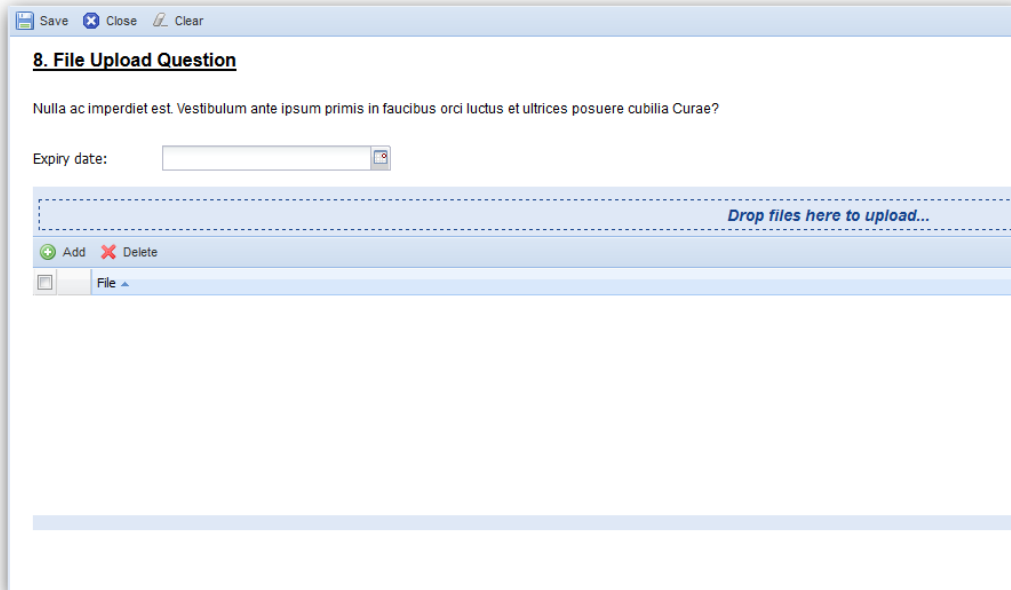 Save Close Clear
8. File Upload Question
Nulla ac imperdiet est. Vestibulum ante ipsum primis in faucibus orci luctus et ultrices posuere cubilia Curae?
Expiry date:
Drop files here to upload...
Add Delete
File